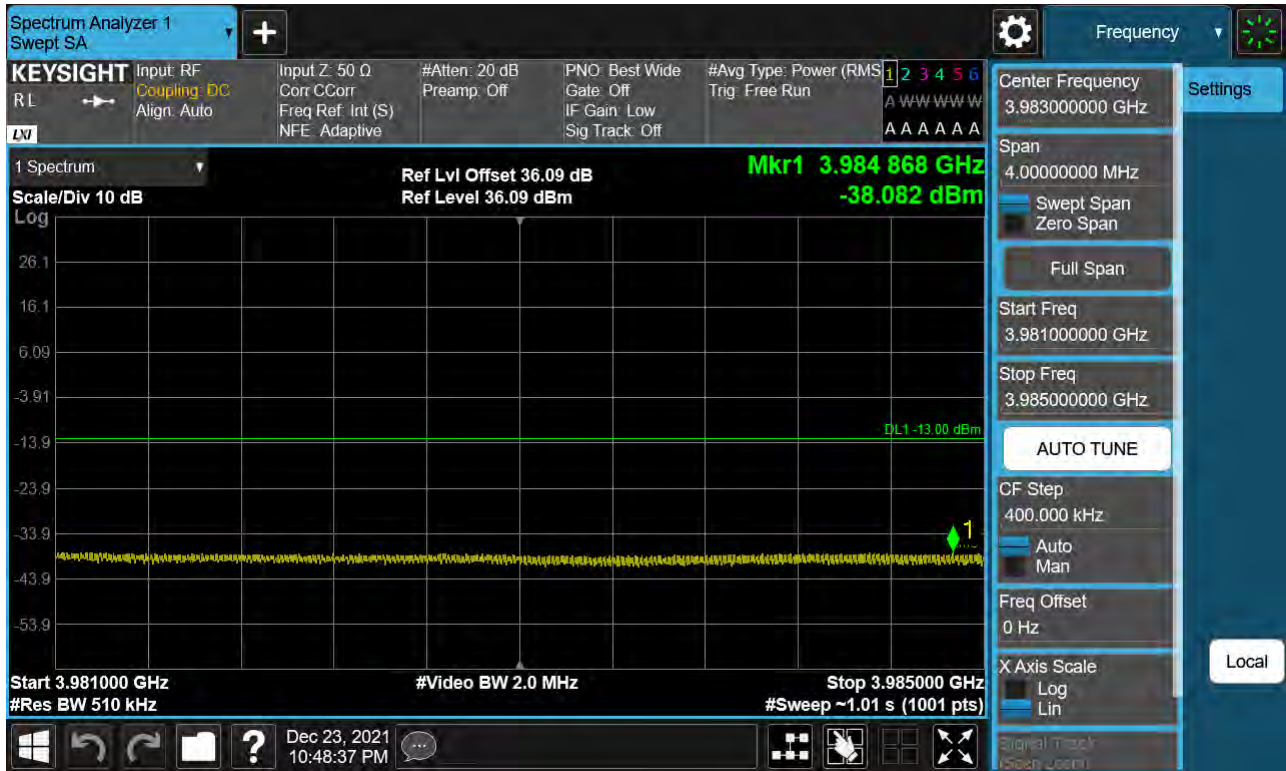 Spectrum Analyzer 1
Swept SA
Frequency
KEYSIGHT
RL
LXI
Input: RF
Coupling: DC
Align: Auto
Input Z: 50 Ω
Corr CCorr
Freq Ref: Int (S)
NFE: Adaptive
#Atten: 20 dB
Preamp: Off
PNO: Best Wide
Gate: Off
IF Gain: Low
Sig Track: Off
#Avg Type: Power (RMS
Trig: Free Run
1 2 3 4 5 6
A W W W W W
A A A A A A
1 Spectrum
Scale/Div 10 dB
Log
Ref Lvl Offset 36.09 dB
Ref Level 36.09 dBm
Mkr1 3.984 868 GHz
-38.082 dBm
26.1
16.1
6.09
-3.91
-13.9
-23.9
-33.9
-43.9
-53.9
DL1 -13.00 dBm
1
Start 3.981000 GHz
#Res BW 510 kHz
#Video BW 2.0 MHz
Stop 3.985000 GHz
#Sweep ~1.01 s (1001 pts)
Center Frequency
3.983000000 GHz
Settings
Span
4.00000000 MHz
Swept Span
Zero Span
Full Span
Start Freq
3.981000000 GHz
Stop Freq
3.985000000 GHz
AUTO TUNE
CF Step
400.000 kHz
Auto
Man
Freq Offset
0 Hz
X Axis Scale
Log
Lin
Local
Signal Track
(Span Zoom)
?
Dec 23, 2021
10:48:37 PM